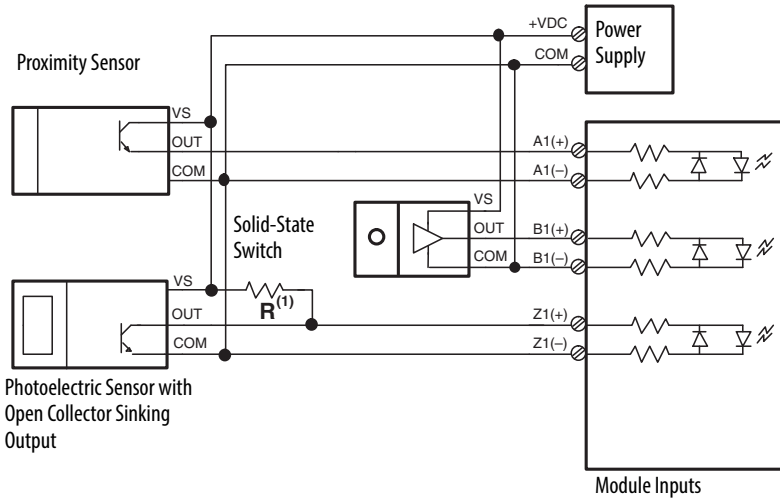 +VDC
Power
Supply
COM
Proximity Sensor
VS
OUT
COM
A1(+)
A1(–)
Solid-State
Switch
VS
OUT
COM
B1(+)
B1(–)
VS
R(1)
OUT
COM
Z1(+)
Z1(–)
Photoelectric Sensor with
Open Collector Sinking
Output
Module Inputs